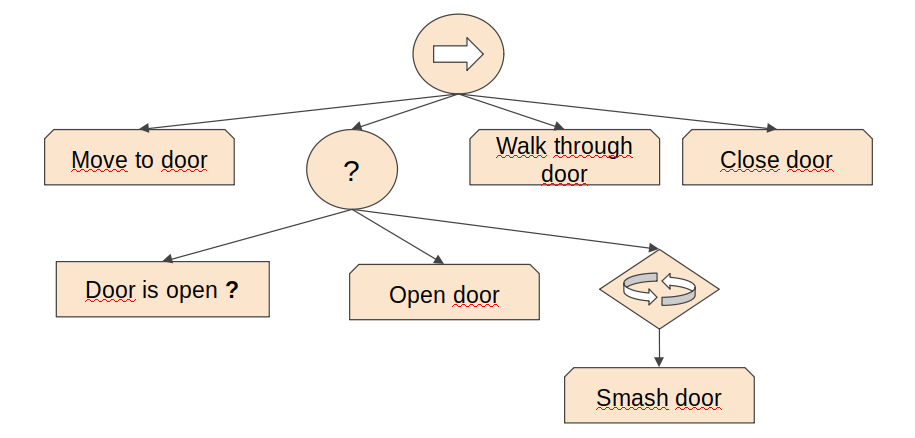 Move to door
?
Walk through
door
Close door
Door is open ?
Open door
Smash door